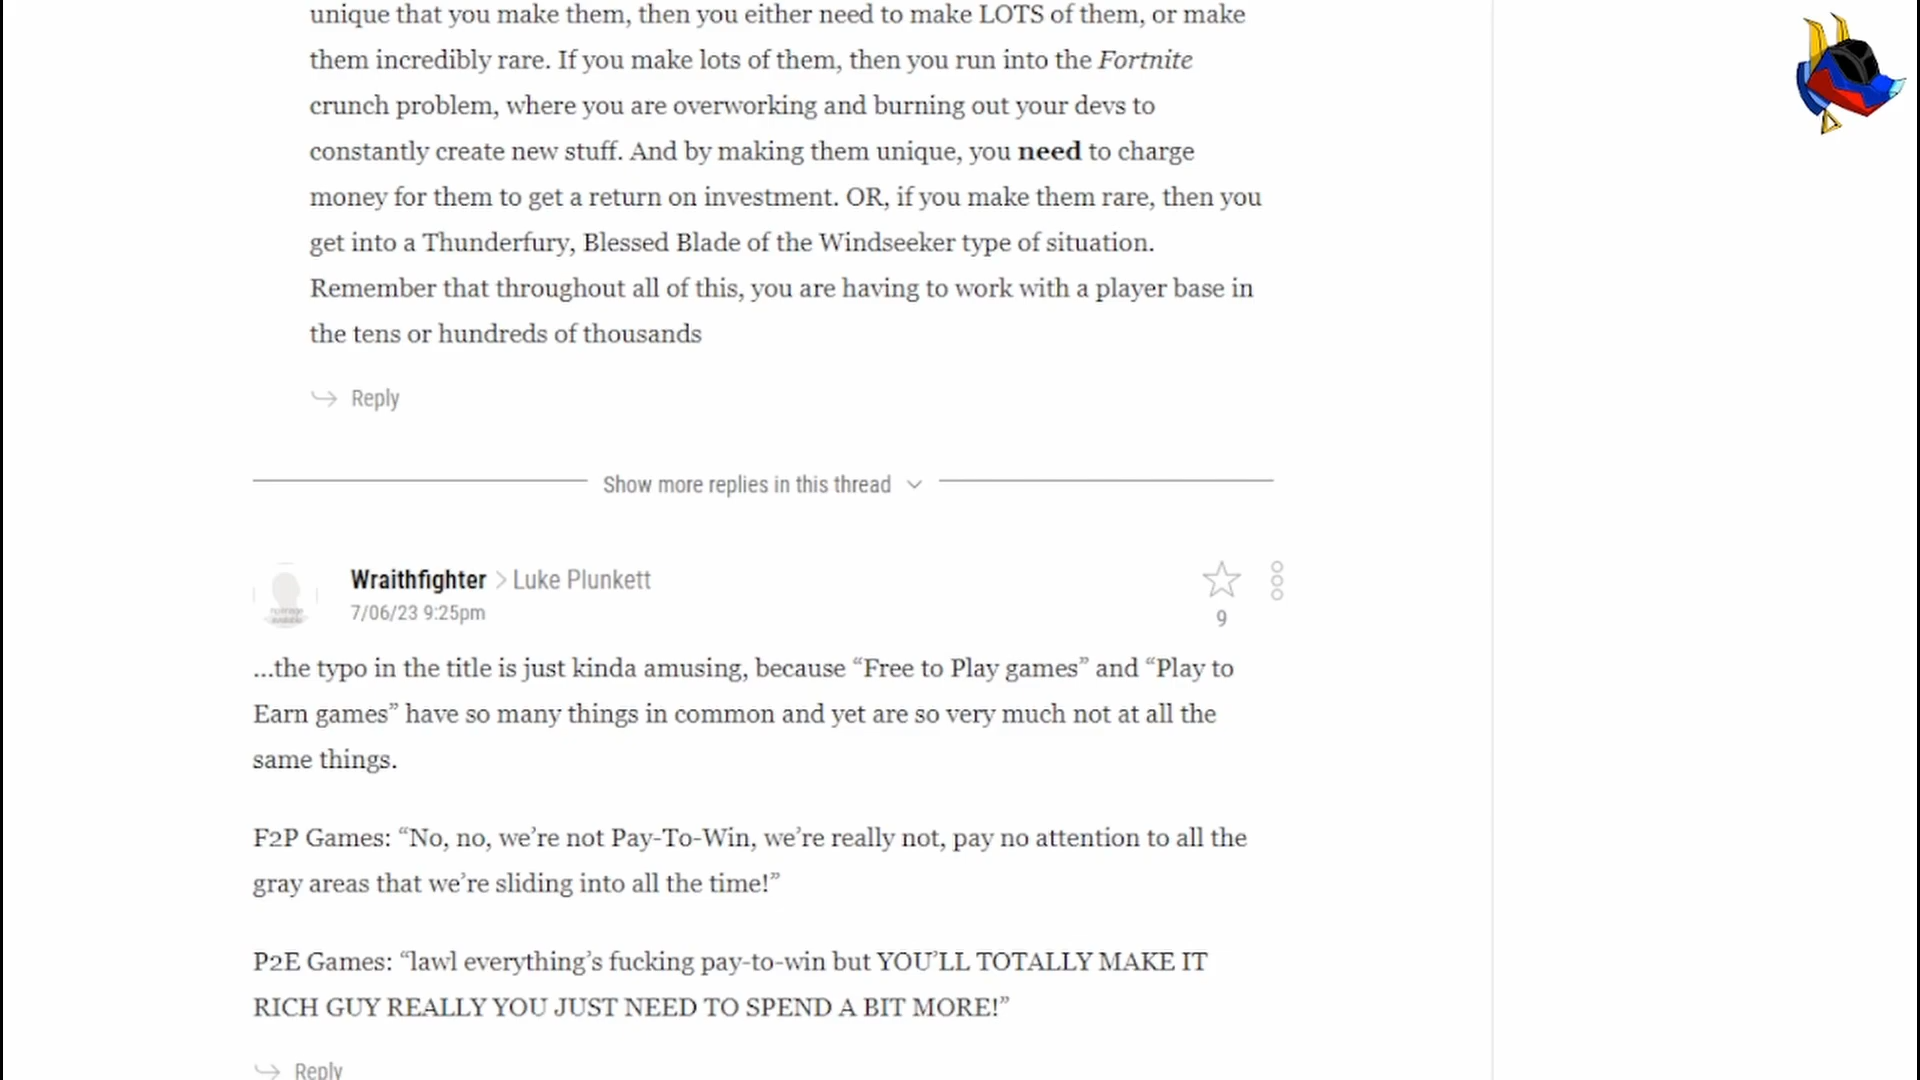 unique that you make them, then you either need to make LOTS of them, or make
them incredibly rare. If you make lots of them, then you run into the Fortnite
crunch problem, where you are overworking and burning out your devs to
constantly create new stuff. And by making them unique, you need to charge
money for them to get a return on investment. OR, if you make them rare, then you
get into a Thunderfury, Blessed Blade of the Windseeker type of situation.
Remember that throughout all of this, you are having to work with a player base in
the tens or hundreds of thousands
Reply
Show more replies in this thread
Wraithfighter > Luke Plunkett
7/06/23 9:25pm
9
no image
available
...the typo in the title is just kinda amusing, because “Free to Play games” and “Play to
Earn games” have so many things in common and yet are so very much not at all the
same things.
F2P Games: “No, no, we’re not Pay-To-Win, we’re really not, pay no attention to all the
gray areas that we’re sliding into all the time!”
P2E Games: “lawl everything’s fucking pay-to-win but YOU’LL TOTALLY MAKE IT
RICH GUY REALLY YOU JUST NEED TO SPEND A BIT MORE!”
Reply